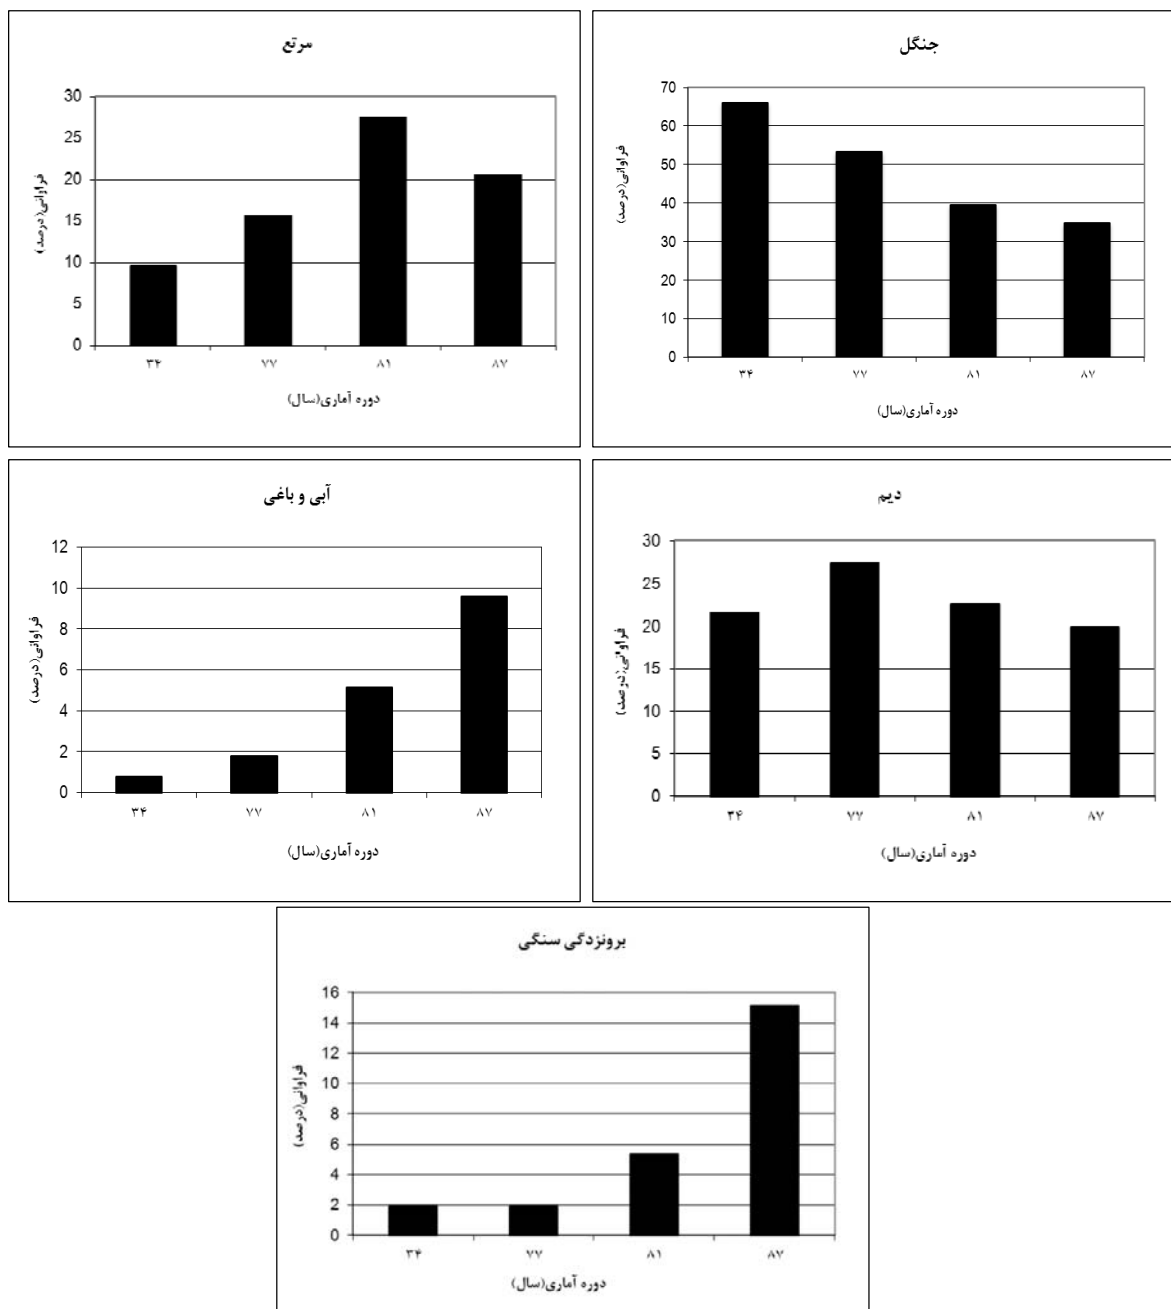 جنگل
70
60
50
40
30
20
10
0
فراوانی(درصد)
۳۴ ۷۷ ۸۱ ۸۷
دوره آماری(سال)
مرتع
30
25
20
15
10
5
0
فراوانی(درصد)
۳۴ ۷۷ ۸۱ ۸۷
دوره آماری(سال)
دیم
30
25
20
15
10
5
0
فراوانی(درصد)
۳۴ ۷۷ ۸۱ ۸۷
دوره آماری(سال)
آبی و باغی
12
10
8
6
4
2
0
فراوانی(درصد)
۳۴ ۷۷ ۸۱ ۸۷
دوره آماری(سال)
برونزدگی سنگی
16
14
12
10
8
6
4
2
0
فراوانی(درصد)
۳۴ ۷۷ ۸۱ ۸۷
دوره آماری(سال)